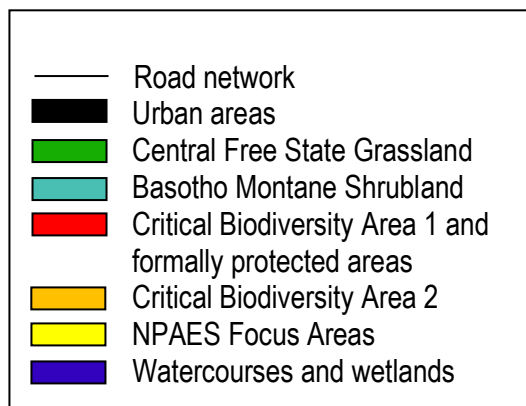 Road network
Urban areas
Central Free State Grassland
Basotho Montane Shrubland
Critical Biodiversity Area 1 and
formally protected areas
Critical Biodiversity Area 2
NPAES Focus Areas
Watercourses and wetlands